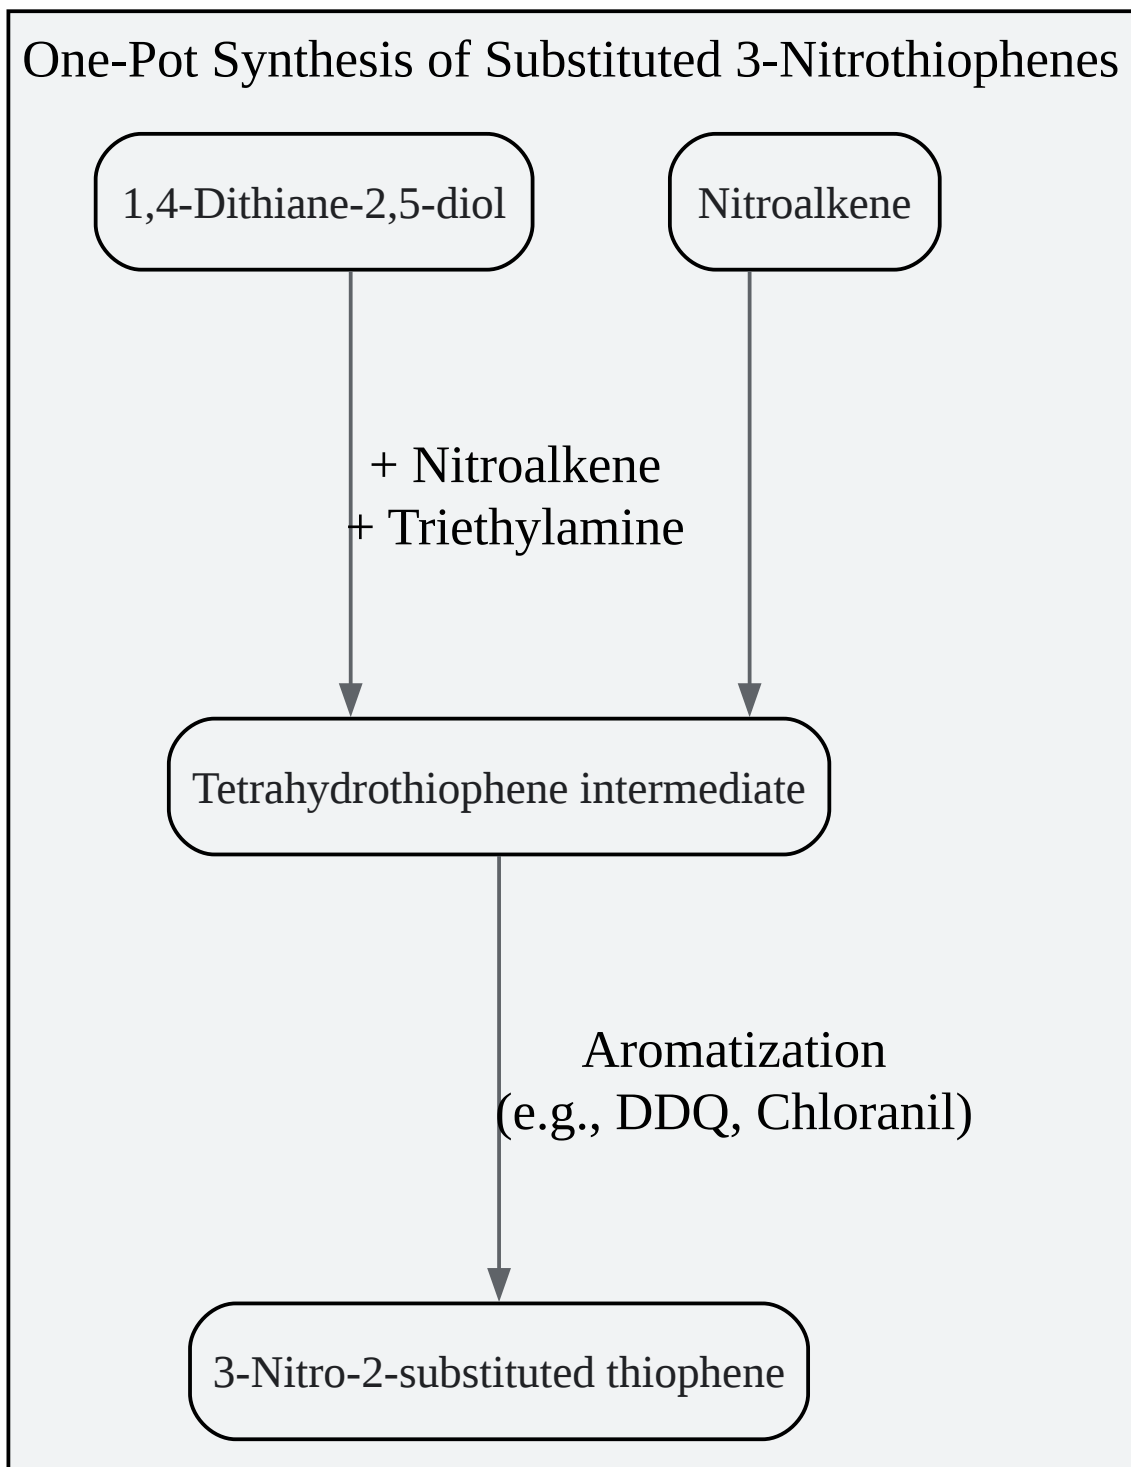 One-Pot Synthesis of Substituted 3-Nitrothiophenes
1,4-Dithiane-2,5-diol
Nitroalkene
+ Nitroalkene
+ Triethylamine
Tetrahydrothiophene intermediate
Aromatization
(e.g., DDQ, Chloranil)
3-Nitro-2-substituted thiophene